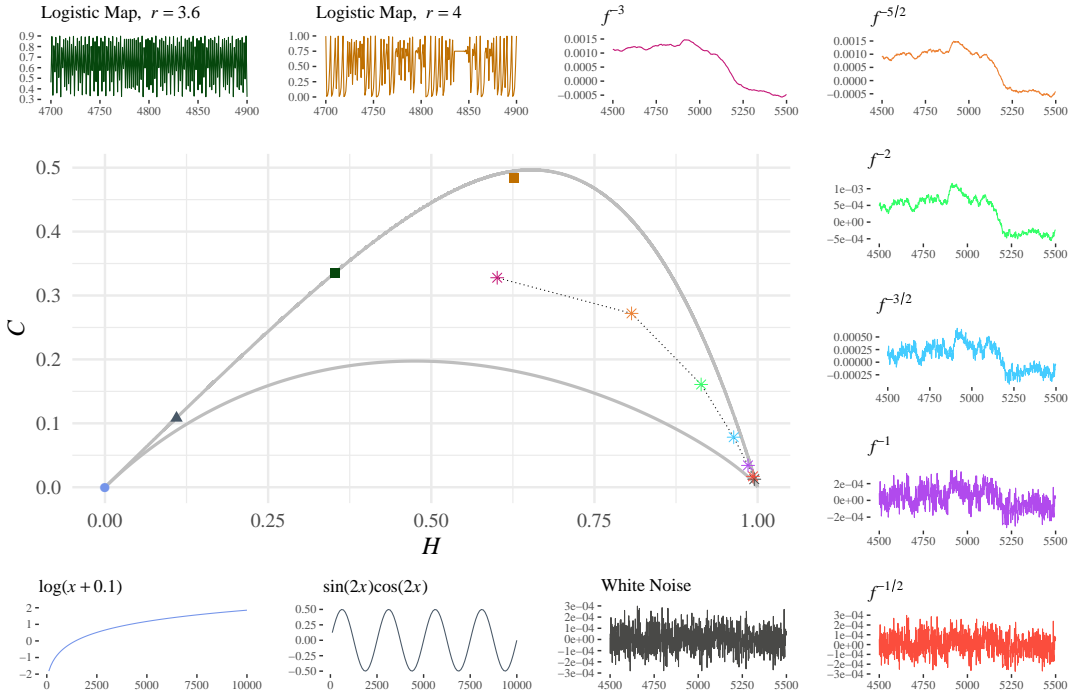 Logistic Map, r = 3.6
0.9
0.8
0.7
0.6
0.5
0.4
0.3
4700 4750 4800 4850 4900
Logistic Map, r = 4
1.00
0.75
0.50
0.25
0.00
4700 4750 4800 4850 4900
f⁻³
0.0015
0.0010
0.0005
0.0000
−0.0005
4500 4750 5000 5250 5500
f⁻⁵/²
0.0015
0.0010
0.0005
0.0000
−0.0005
4500 4750 5000 5250 5500
0.5
0.4
0.3
0.2
0.1
0.0
C
0.00 0.25 0.50 0.75 1.00
H
f⁻²
1e−03
5e−04
0e+00
−5e−04
4500 4750 5000 5250 5500
f⁻³/²
0.00050
0.00025
0.00000
−0.00025
4500 4750 5000 5250 5500
f⁻¹
2e−04
0e+00
−2e−04
4500 4750 5000 5250 5500
log(x + 0.1)
2
1
0
−1
−2
0 2500 5000 7500 10000
sin(2x)cos(2x)
0.50
0.25
0.00
−0.25
−0.50
0 2500 5000 7500 10000
White Noise
3e−04
2e−04
1e−04
0e+00
−1e−04
−2e−04
−3e−04
4500 4750 5000 5250 5500
f⁻¹/²
3e−04
2e−04
1e−04
0e+00
−1e−04
−2e−04
−3e−04
4500 4750 5000 5250 5500